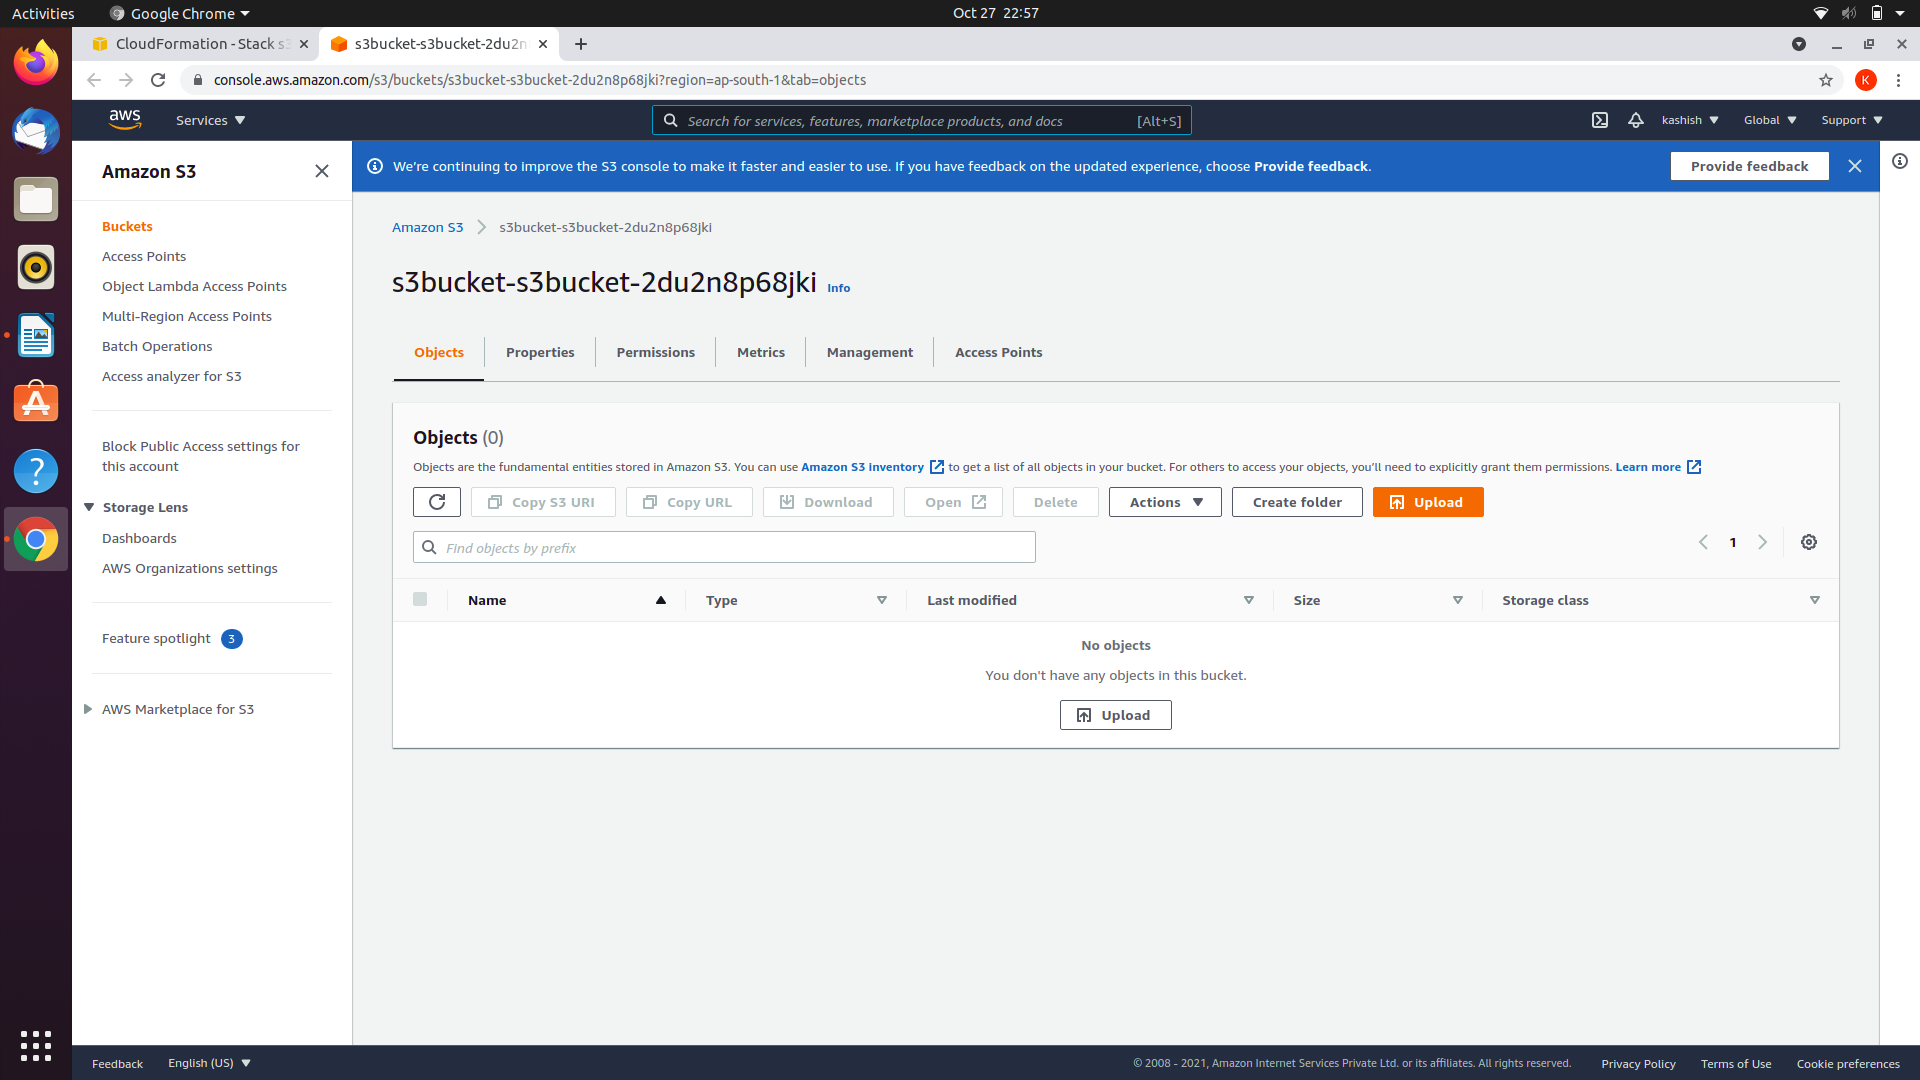 Activities
Google Chrome
Oct 27 22:57
CloudFormation - Stack s3
s3bucket-s3bucket-2du2n
console.aws.amazon.com/s3/buckets/s3bucket-s3bucket-2du2n8p68jki?region=ap-south-1&tab=objects
K
aws
Services
Search for services, features, marketplace products, and docs
[Alt+S]
kashish
Global
Support
Amazon S3
We’re continuing to improve the S3 console to make it faster and easier to use. If you have feedback on the updated experience, choose Provide feedback.
Provide feedback
Buckets
Access Points
Object Lambda Access Points
Multi-Region Access Points
Batch Operations
Access analyzer for S3
Block Public Access settings for
this account
Storage Lens
Dashboards
AWS Organizations settings
Feature spotlight 3
AWS Marketplace for S3
Amazon S3
s3bucket-s3bucket-2du2n8p68jki
s3bucket-s3bucket-2du2n8p68jki Info
Objects
Properties
Permissions
Metrics
Management
Access Points
Objects (0)
Objects are the fundamental entities stored in Amazon S3. You can use Amazon S3 inventory to get a list of all objects in your bucket. For others to access your objects, you’ll need to explicitly grant them permissions. Learn more
Copy S3 URI
Copy URL
Download
Open
Delete
Actions
Create folder
Upload
Find objects by prefix
1
Name
Type
Last modified
Size
Storage class
No objects
You don't have any objects in this bucket.
Upload
Feedback
English (US)
© 2008 - 2021, Amazon Internet Services Private Ltd. or its affiliates. All rights reserved.
Privacy Policy
Terms of Use
Cookie preferences